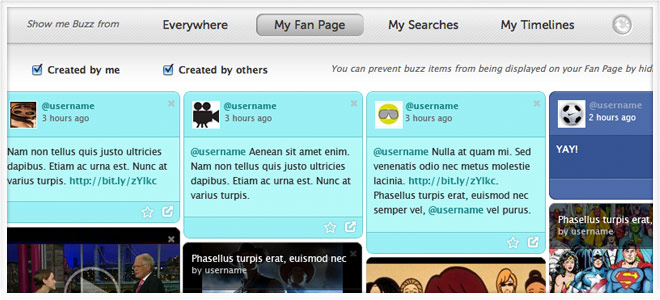 Show me Buzz from
Everywhere
My Fan Page
My Searches
My Timelines
Created by me
Created by others
You can prevent buzz items from being displayed on your Fan Page by hid
@username
3 hours ago
Nam non tellus quis justo ultricies
dapibus. Etiam ac urna est. Nunc at
varius turpis. http://bit.ly/zYlkc
@username
3 hours ago
@username Aenean sit amet enim.
Nam non tellus quis justo ultricies
dapibus. Etiam ac urna est. Nunc at
varius turpis.
@username
3 hours ago
@username Nulla at quam mi. Sed
venenatis odio nec metus molestie
lacinia. http://bit.ly/zYlkc.
Phasellus turpis erat, euismod nec
semper vel, @username vel purus.
@username
2 hours ago
YAY!
Phasellus turpis erat, euismod nec
by username
Phasellus turpis erat,
by username